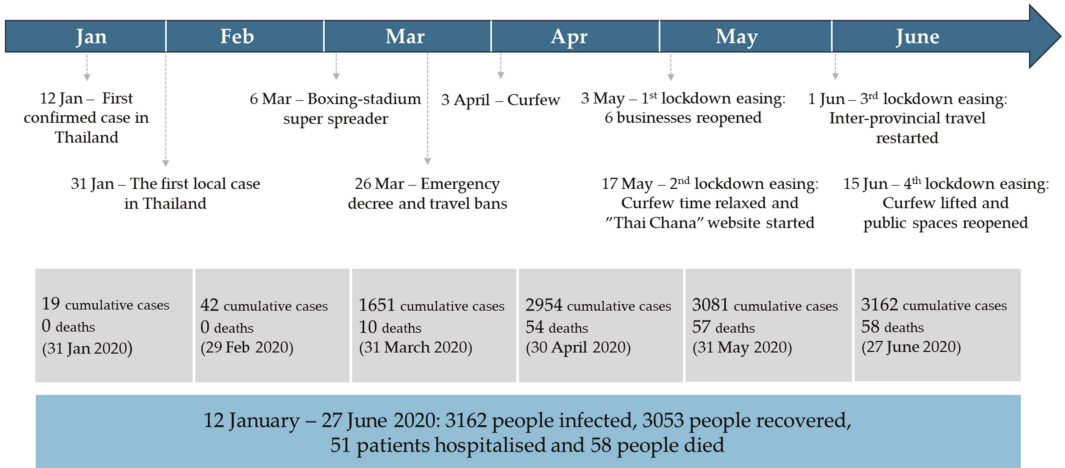 Jan Feb Mar Apr May June
12 Jan – First
confirmed case in
Thailand
31 Jan – The first local case
in Thailand
6 Mar – Boxing-stadium
super spreader
26 Mar – Emergency
decree and travel bans
3 April – Curfew
3 May – 1st lockdown easing:
6 businesses reopened
17 May – 2nd lockdown easing:
Curfew time relaxed and
”Thai Chana” website started
1 Jun – 3rd lockdown easing:
Inter-provincial travel
restarted
15 Jun – 4th lockdown easing:
Curfew lifted and
public spaces reopened
19 cumulative cases
0 deaths
(31 Jan 2020)
42 cumulative cases
0 deaths
(29 Feb 2020)
1651 cumulative cases
10 deaths
(31 March 2020)
2954 cumulative cases
54 deaths
(30 April 2020)
3081 cumulative cases
57 deaths
(31 May 2020)
3162 cumulative cases
58 deaths
(27 June 2020)
12 January – 27 June 2020: 3162 people infected, 3053 people recovered,
51 patients hospitalised and 58 people died